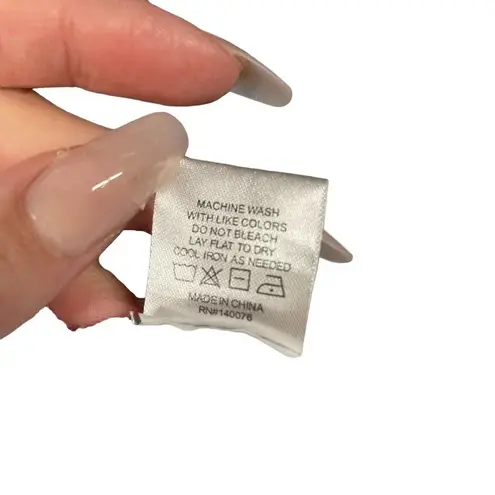 MACHINE WASH
WITH LIKE COLORS
DO NOT BLEACH
LAY FLAT TO DRY
COOL IRON AS NEEDED
MADE IN CHINA
RN#140076